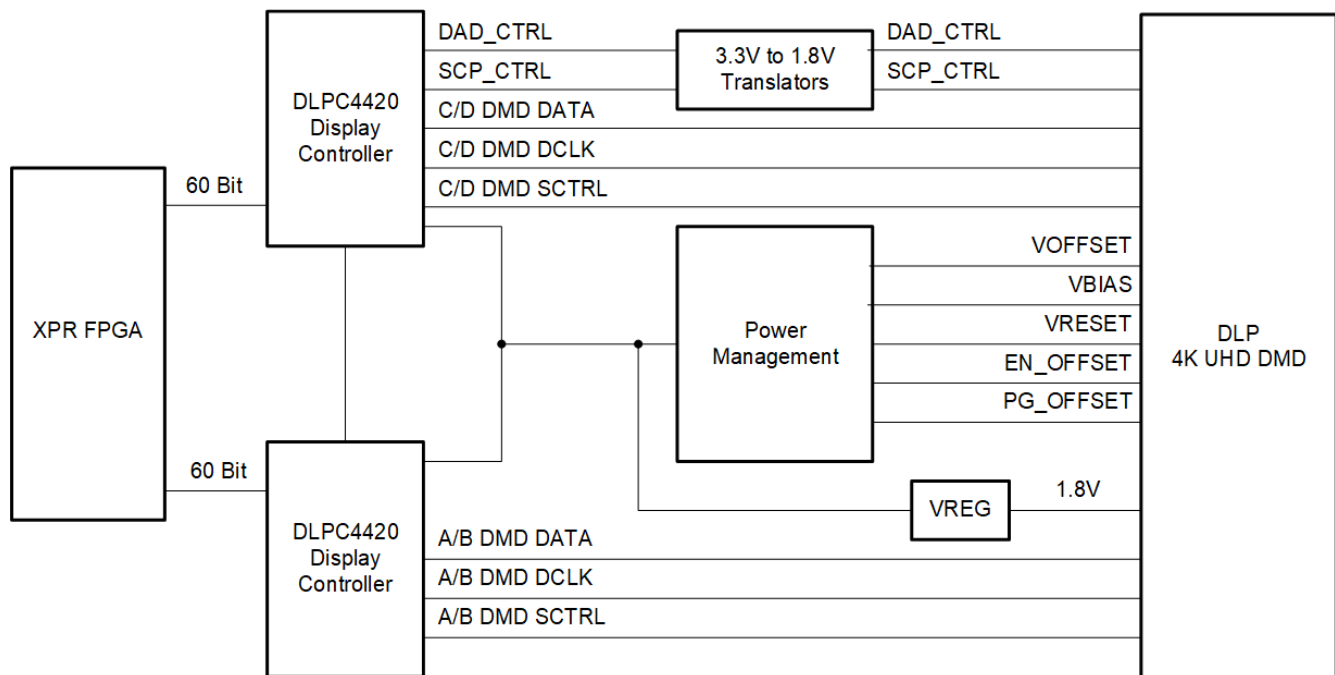 DAD_CTRL
SCP_CTRL
3.3V to 1.8V
Translators
DAD_CTRL
SCP_CTRL
DLPC4420
Display
Controller
C/D DMD DATA
C/D DMD DCLK
C/D DMD SCTRL
60 Bit
XPR FPGA
Power
Management
VOFFSET
VBIAS
VRESET
EN_OFFSET
PG_OFFSET
DLP
4K UHD DMD
60 Bit
VREG
1.8V
DLPC4420
Display
Controller
A/B DMD DATA
A/B DMD DCLK
A/B DMD SCTRL